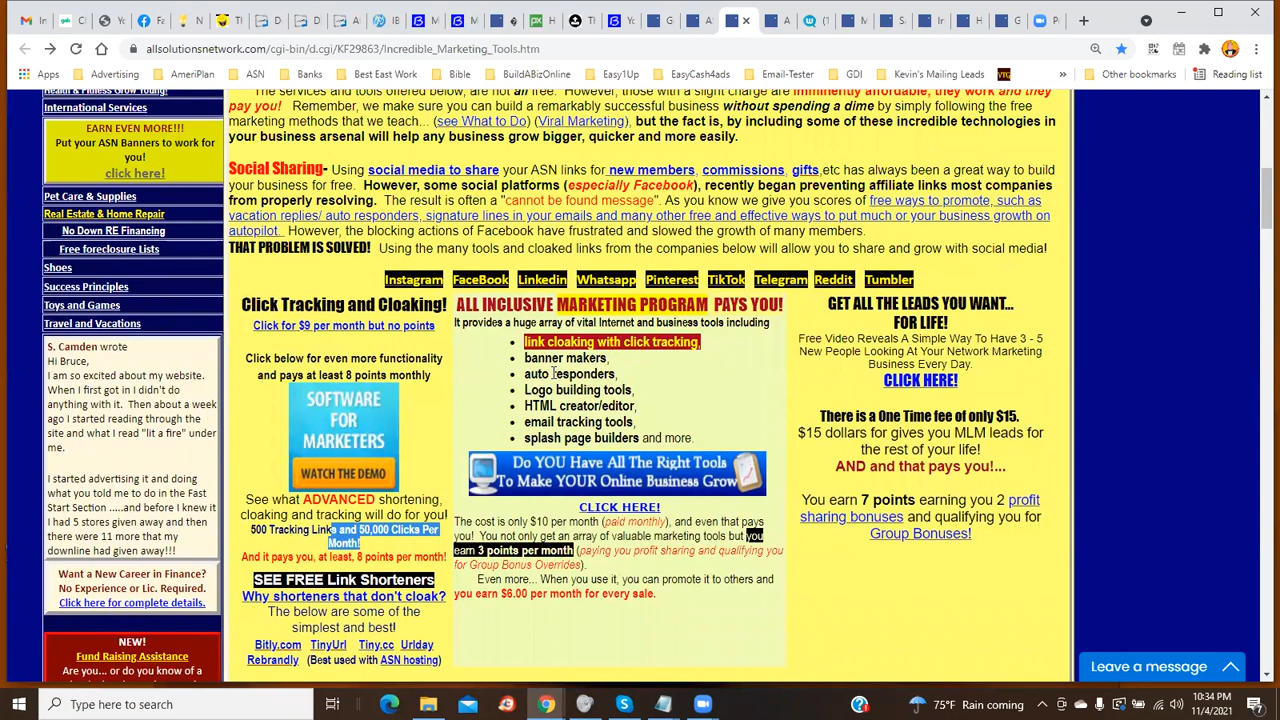 allsolutionsnetwork.com/cgi-bin/d.cgi/KF29863/Incredible_Marketing_Tools.htm
Apps
Advertising
AmeriPlan
ASN
Banks
Best East Work
Bible
BuildABizOnline
Easy1Up
EasyCash4ads
Email-Tester
GDI
Kevin's Mailing Leads
Other bookmarks
Reading list
Health & Fitness Grow Young!
International Services
EARN EVEN MORE!!!
Put your ASN Banners to work for
you!
click here!
Pet Care & Supplies
Real Estate & Home Repair
No Down RE Financing
Free foreclosure Lists
Shoes
Success Principles
Toys and Games
Travel and Vacations
S. Camden wrote
Hi Bruce,
I am so excited about my website.
When I first got in I didn't do
anything with it. Then about a week
ago I started reading through the
site and what I read "lit a fire" under
me.
I started advertising it and doing
what you told me to do in the Fast
Start Section .....and before I knew it
I had 5 stores given away and then
there were 11 more that my
downline had given away!!!
Want a New Career in Finance?
No Experience or Lic. Required.
Click here for complete details.
NEW!
Fund Raising Assistance
Are you... or do you know of a
The services and tools offered below, are not all free. However, those with a slight charge are imminently affordable, they work and they
pay you! Remember, we make sure you can build a remarkably successful business without spending a dime by simply following the free
marketing methods that we teach... (see What to Do) (Viral Marketing), but the fact is, by including some of these incredible technologies in
your business arsenal will help any business grow bigger, quicker and more easily.
Social Sharing- Using social media to share your ASN links for new members, commissions, gifts,etc has always been a great way to build
your business for free. However, some social platforms (especially Facebook), recently began preventing affiliate links most companies
from properly resolving. The result is often a "cannot be found message". As you know we give you scores of free ways to promote, such as
vacation replies/ auto responders, signature lines in your emails and many other free and effective ways to put much or your business growth on
autopilot. However, the blocking actions of Facebook have frustrated and slowed the growth of many members.
THAT PROBLEM IS SOLVED! Using the many tools and cloaked links from the companies below will allow you to share and grow with social media!
Instagram FaceBook Linkedin Whatsapp Pinterest TikTok Telegram Reddit Tumbler
Click Tracking and Cloaking!
Click for $9 per month but no points
Click below for even more functionality
and pays at least 8 points monthly
SOFTWARE
FOR
MARKETERS
WATCH THE DEMO
See what ADVANCED shortening,
cloaking and tracking will do for you!
500 Tracking Links and 50,000 Clicks Per
Month!
And it pays you, at least, 8 points per month!
SEE FREE Link Shorteners
Why shorteners that don't cloak?
The below are some of the
simplest and best!
Bitly.com TinyUrl Tiny.cc Urlday
Rebrandly (Best used with ASN hosting)
ALL INCLUSIVE MARKETING PROGRAM PAYS YOU!
It provides a huge array of vital Internet and business tools including
link cloaking with click tracking,
banner makers,
auto responders,
Logo building tools,
HTML creator/editor,
email tracking tools,
splash page builders and more.
Do YOU Have All The Right Tools
To Make YOUR Online Business Grow
CLICK HERE!
The cost is only $10 per month (paid monthly), and even that pays
you! You not only get an array of valuable marketing tools but you
earn 3 points per month (paying you profit sharing and qualifying you
for Group Bonus Overrides).
Even more... When you use it, you can promote it to others and
you earn $6.00 per month for every sale.
GET ALL THE LEADS YOU WANT...
FOR LIFE!
Free Video Reveals A Simple Way To Have 3 - 5
New People Looking At Your Network Marketing
Business Every Day.
CLICK HERE!
There is a One Time fee of only $15.
$15 dollars for gives you MLM leads for
the rest of your life!
AND and that pays you!...
You earn 7 points earning you 2 profit
sharing bonuses and qualifying you for
Group Bonuses!
Leave a message
Type here to search
75°F Raining coming
10:34 PM
11/4/2021